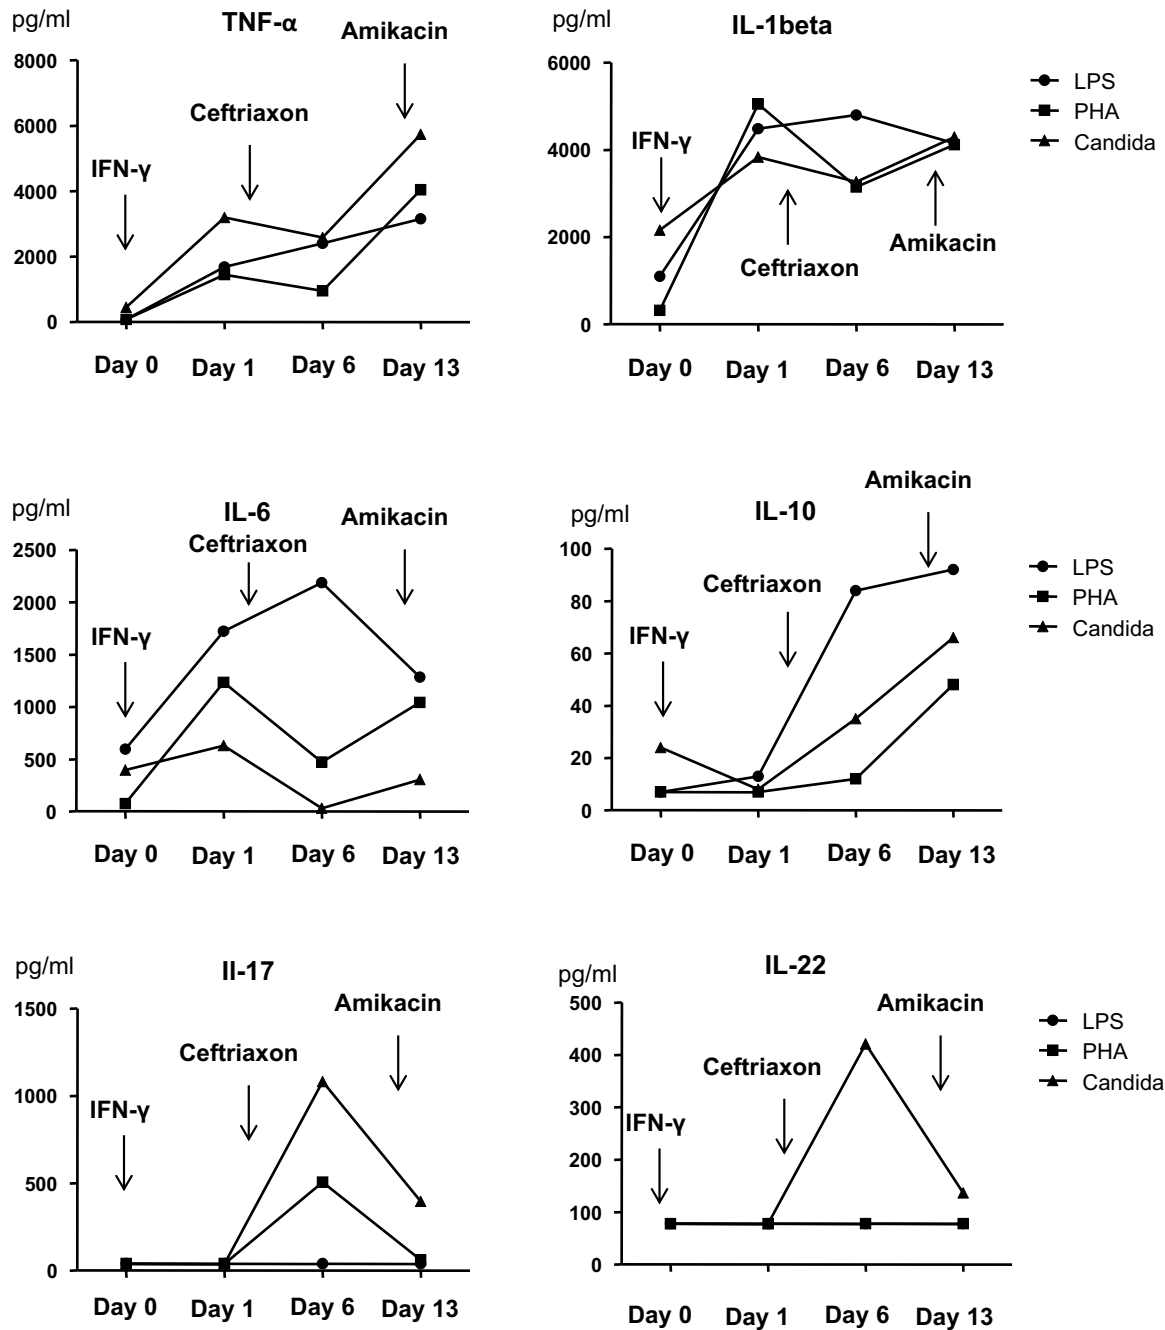 pg/ml
TNF-α
Amikacin
8000
6000
4000
2000
0
Ceftriaxon
IFN-γ
Day 0
Day 1
Day 6
Day 13
pg/ml
IL-1beta
6000
4000
2000
0
IFN-γ
Ceftriaxon
Amikacin
Day 0
Day 1
Day 6
Day 13
LPS
PHA
Candida
pg/ml
IL-6
Ceftriaxon
Amikacin
2500
2000
1500
1000
500
0
IFN-γ
Day 0
Day 1
Day 6
Day 13
Amikacin
pg/ml
IL-10
100
80
60
40
20
0
Ceftriaxon
IFN-γ
Day 0
Day 1
Day 6
Day 13
LPS
PHA
Candida
pg/ml
Il-17
Amikacin
1500
1000
500
0
Ceftriaxon
IFN-γ
Day 0
Day 1
Day 6
Day 13
pg/ml
IL-22
Amikacin
500
400
300
200
100
0
Ceftriaxon
IFN-γ
Day 0
Day 1
Day 6
Day 13
LPS
PHA
Candida